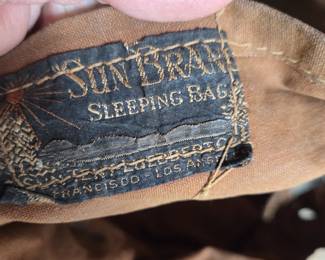 SUN BRAN
SLEEPING BAG
FRANCISCO - LOS ANG